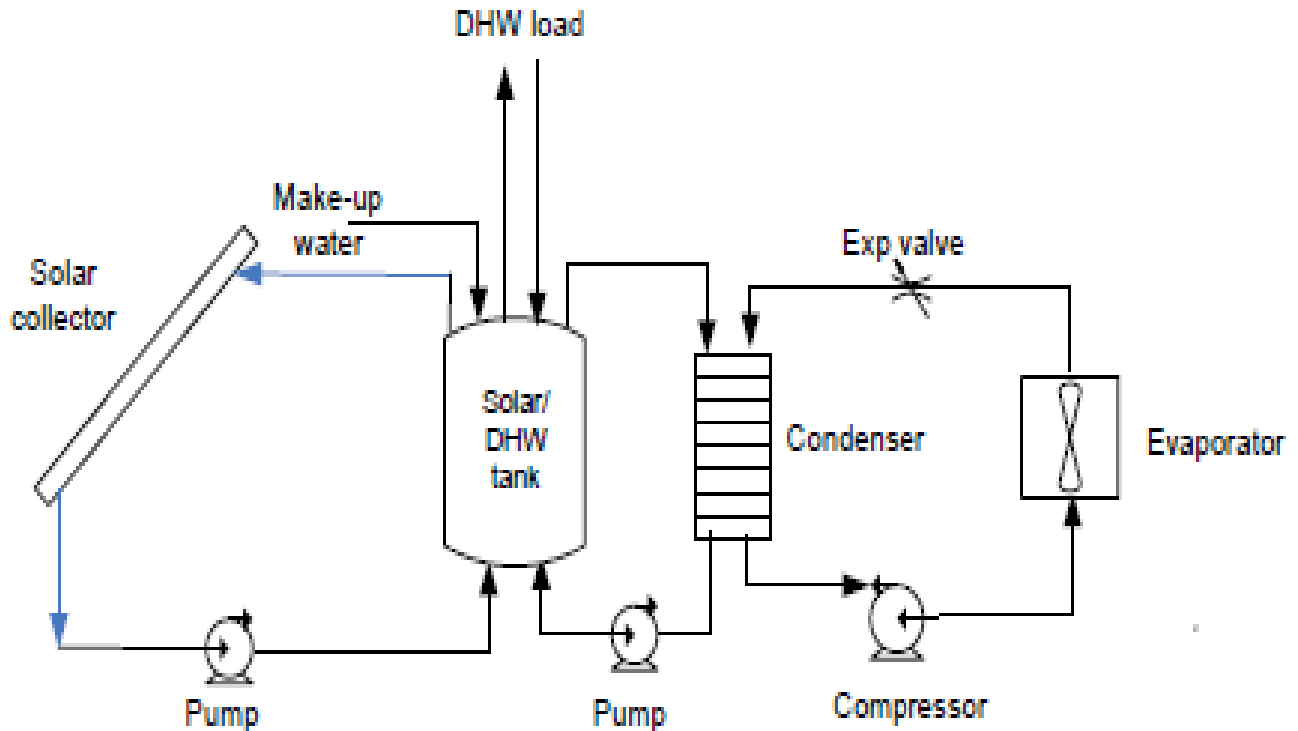 DHW load
Make-up
water
Exp valve
Solar
collector
Solar/
DHW
tank
Condenser
Evaporator
Pump
Pump
Compressor